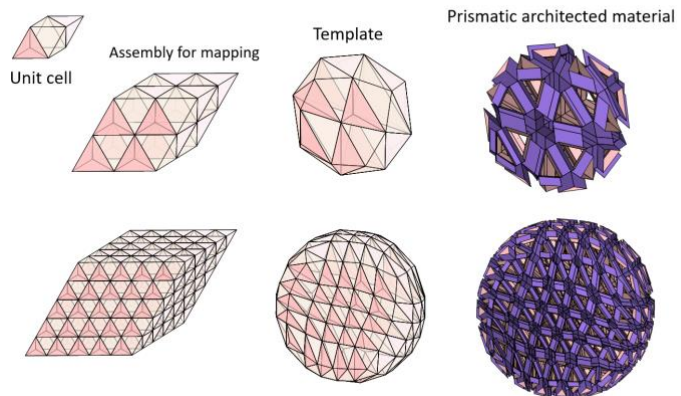 Unit cell
Assembly for mapping
Template
Prismatic architected material